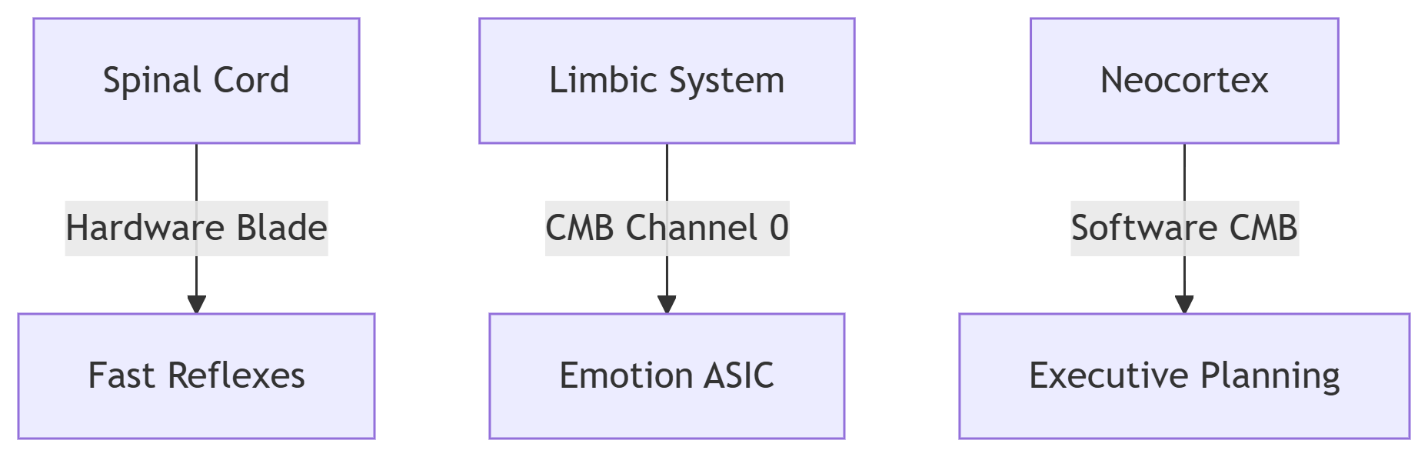 Spinal Cord
Limbic System
Neocortex
Hardware Blade
CMB Channel 0
Software CMB
Fast Reflexes
Emotion ASIC
Executive Planning